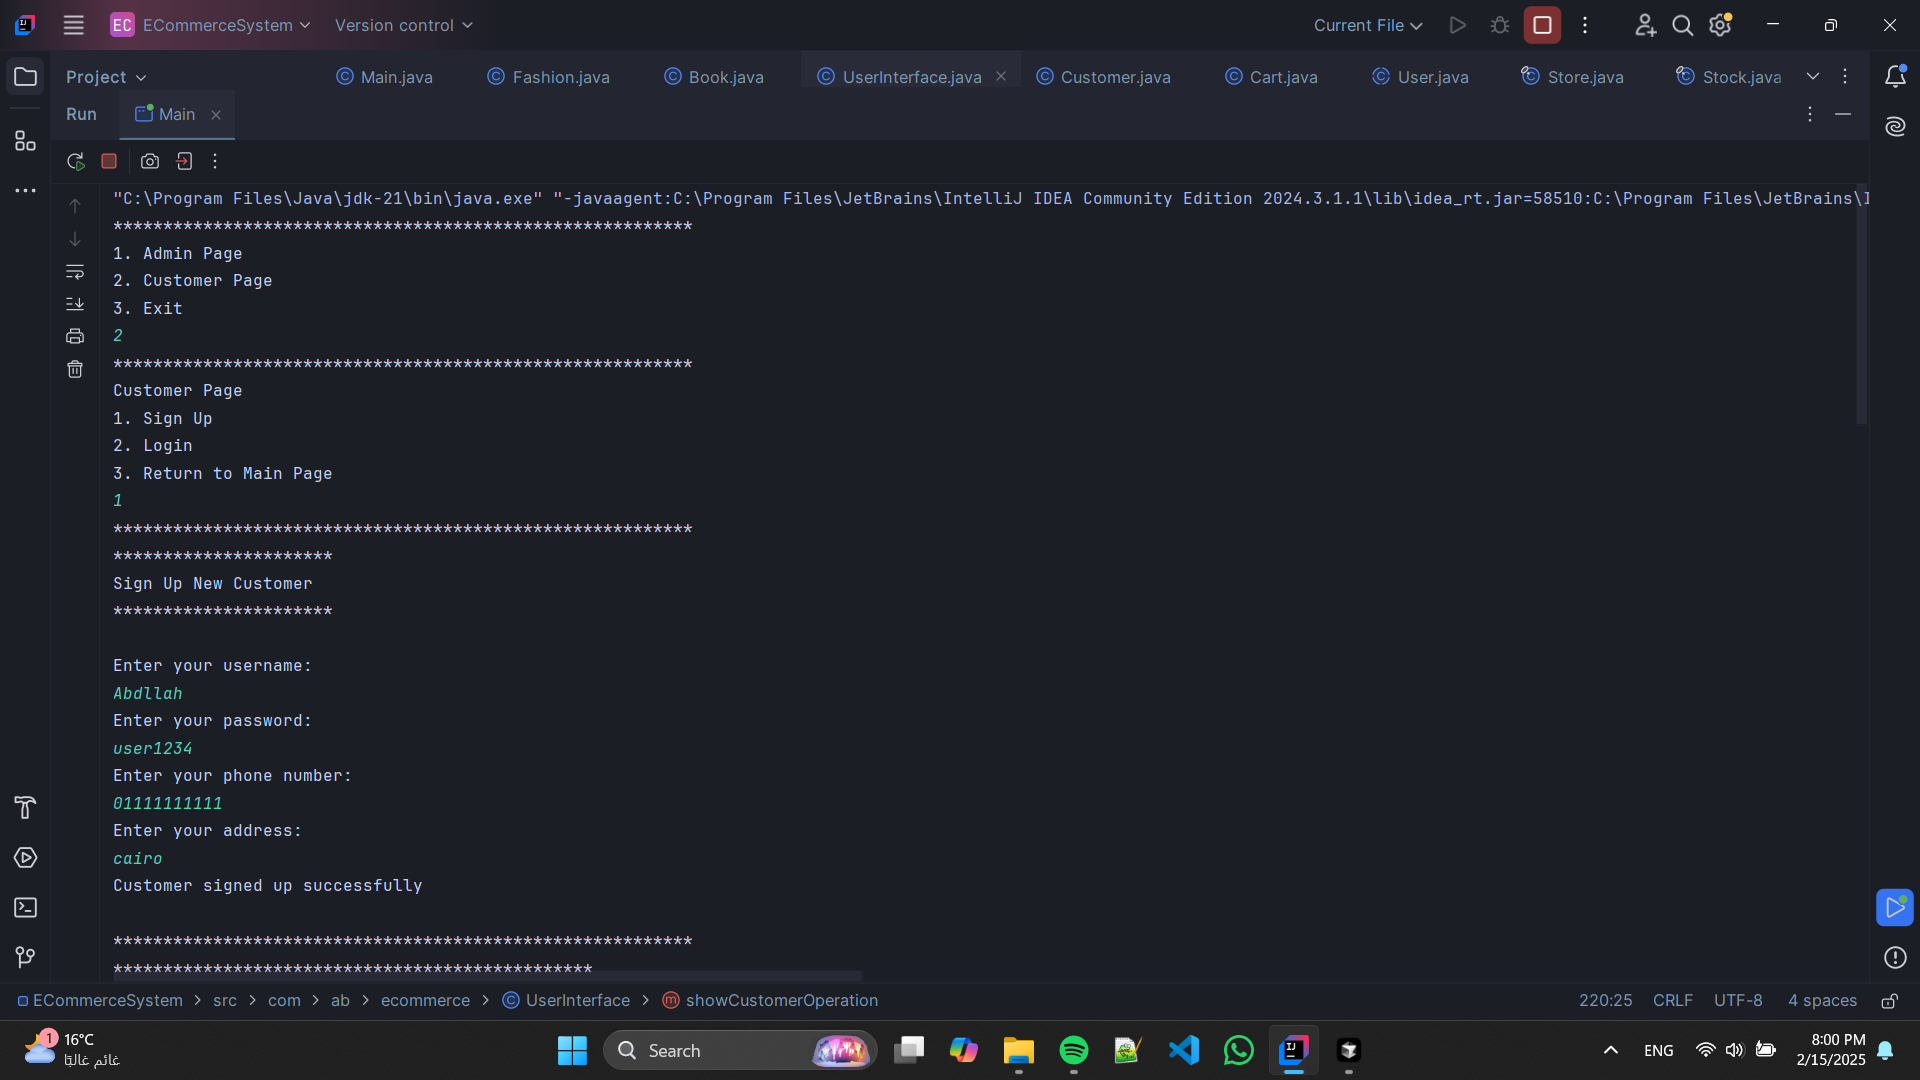 EC ECommerceSystem Version control Current File
Project Main.java Fashion.java Book.java UserInterface.java Customer.java Cart.java User.java Store.java Stock.java
Run Main
"C:\Program Files\Java\jdk-21\bin\java.exe" "-javaagent:C:\Program Files\JetBrains\IntelliJ IDEA Community Edition 2024.3.1.1\lib\idea_rt.jar=58510:C:\Program Files\JetBrains\I
**********************************************************
1. Admin Page
2. Customer Page
3. Exit
2
**********************************************************
Customer Page
1. Sign Up
2. Login
3. Return to Main Page
1
**********************************************************
**********************
Sign Up New Customer
**********************
Enter your username:
Abdllah
Enter your password:
user1234
Enter your phone number:
01111111111
Enter your address:
cairo
Customer signed up successfully
**********************************************************
************************************************
ECommerceSystem > src > com > ab > ecommerce > UserInterface > showCustomerOperation 220:25 CRLF UTF-8 4 spaces
1 16°C
غائم غالبًا
Search
ENG
8:00 PM
2/15/2025